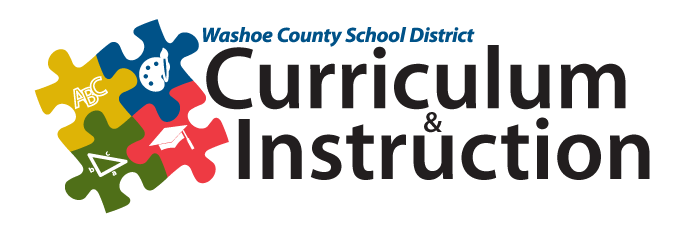 Washoe County School District
Curriculum
&
Instruction
ABC
c
b
a